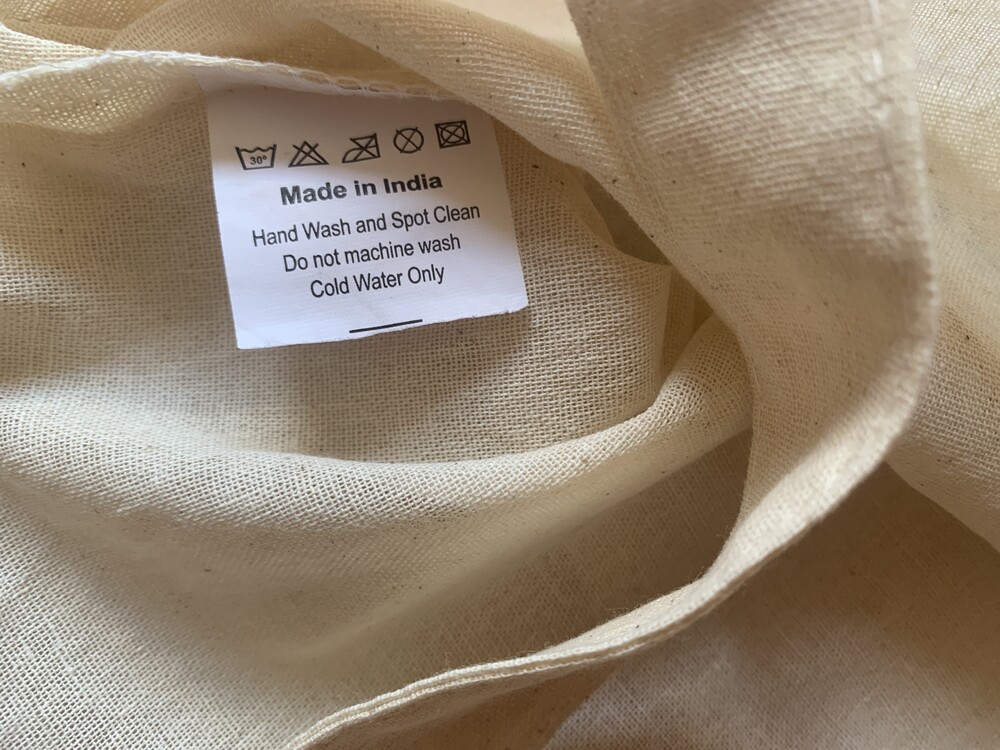 30°
Made in India
Hand Wash and Spot Clean
Do not machine wash
Cold Water Only